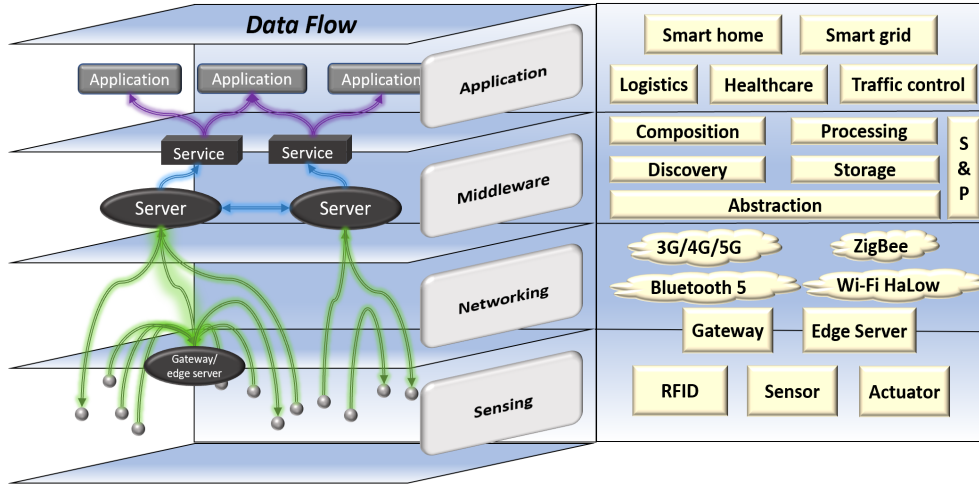 Data Flow
Application
Application
Application
Service
Service
Server
Server
Gateway/
edge server
Application
Middleware
Networking
Sensing
Smart home
Smart grid
Logistics
Healthcare
Traffic control
Composition
Processing
Discovery
Storage
Abstraction
S
&
P
3G/4G/5G
ZigBee
Bluetooth 5
Wi-Fi HaLow
Gateway
Edge Server
RFID
Sensor
Actuator